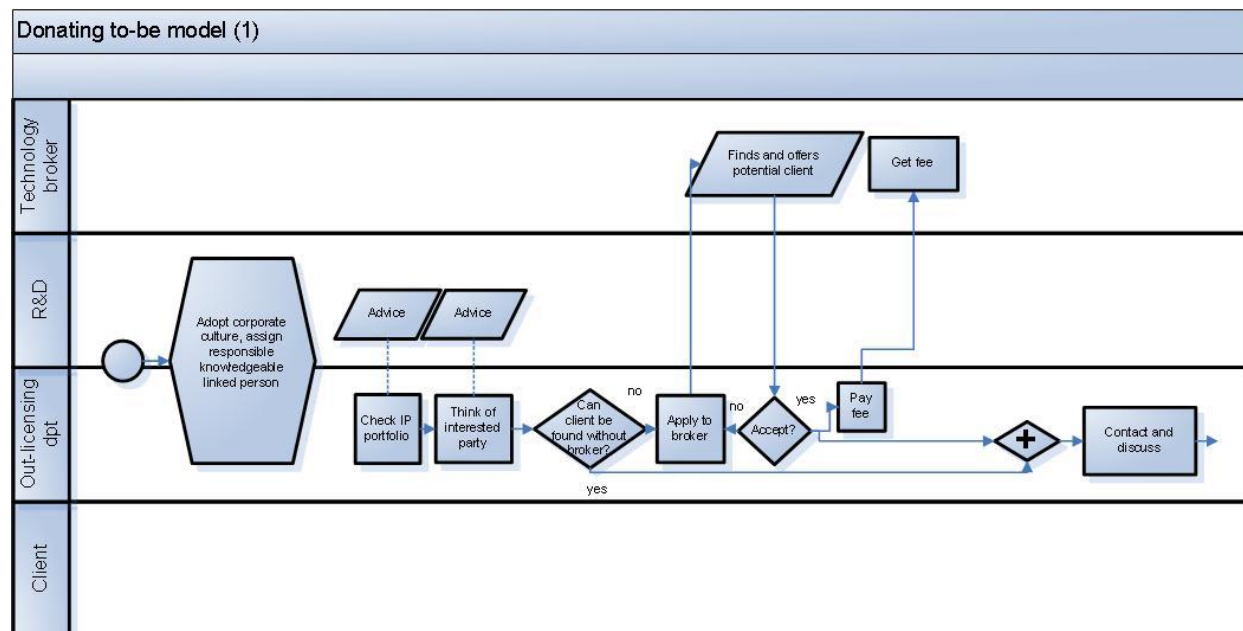 Donating to-be model (1)
Technology
broker
Finds and offers
potential client
Get fee
R&D
Adopt corporate
culture, assign
responsible
knowledgeable
linked person
Advice
Advice
Out-licensing
dpt
Check IP
portfolio
Think of
interested
party
Can
client be
found without
broker?
no
yes
Apply to
broker
no
Accept?
yes
Pay
fee
Contact and
discuss
Client